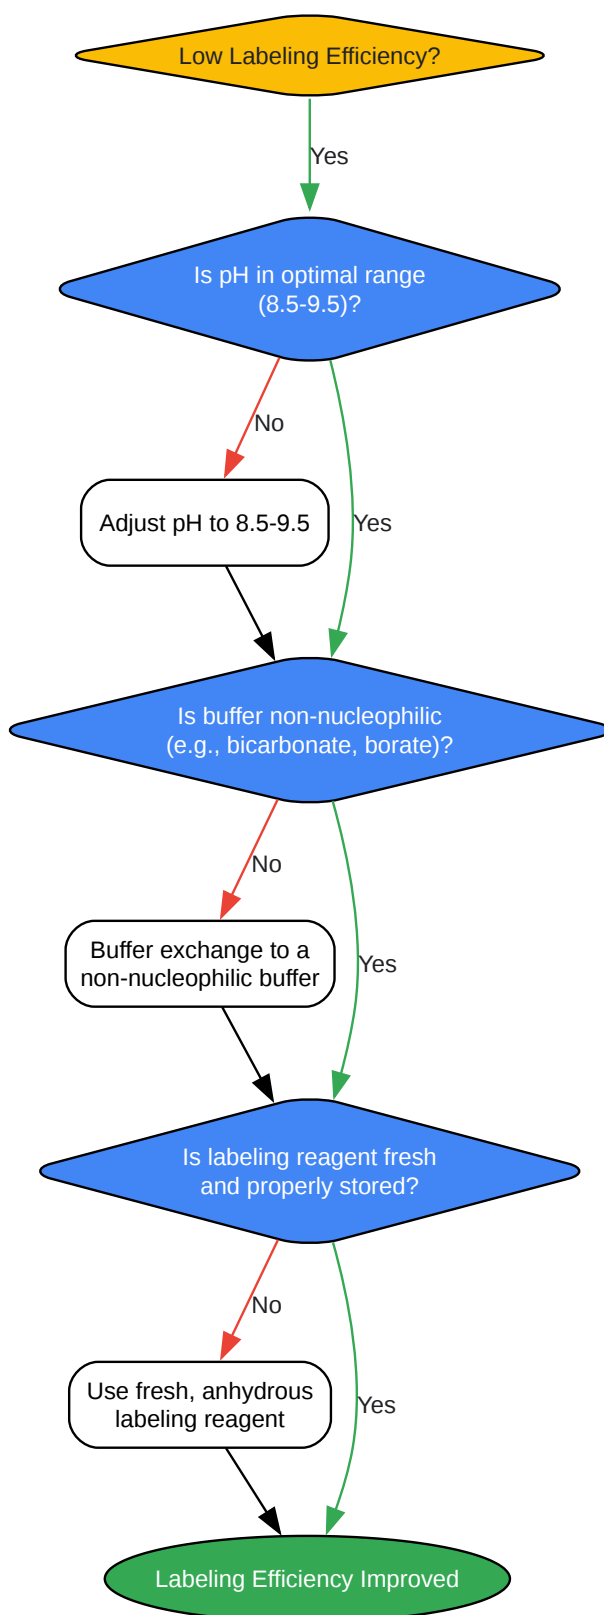 Low Labeling Efficiency?
Yes
Is pH in optimal range
(8.5-9.5)?
No
Adjust pH to 8.5-9.5
Yes
Is buffer non-nucleophilic
(e.g., bicarbonate, borate)?
No
Buffer exchange to a
non-nucleophilic buffer
Yes
Is labeling reagent fresh
and properly stored?
No
Use fresh, anhydrous
labeling reagent
Yes
Labeling Efficiency Improved